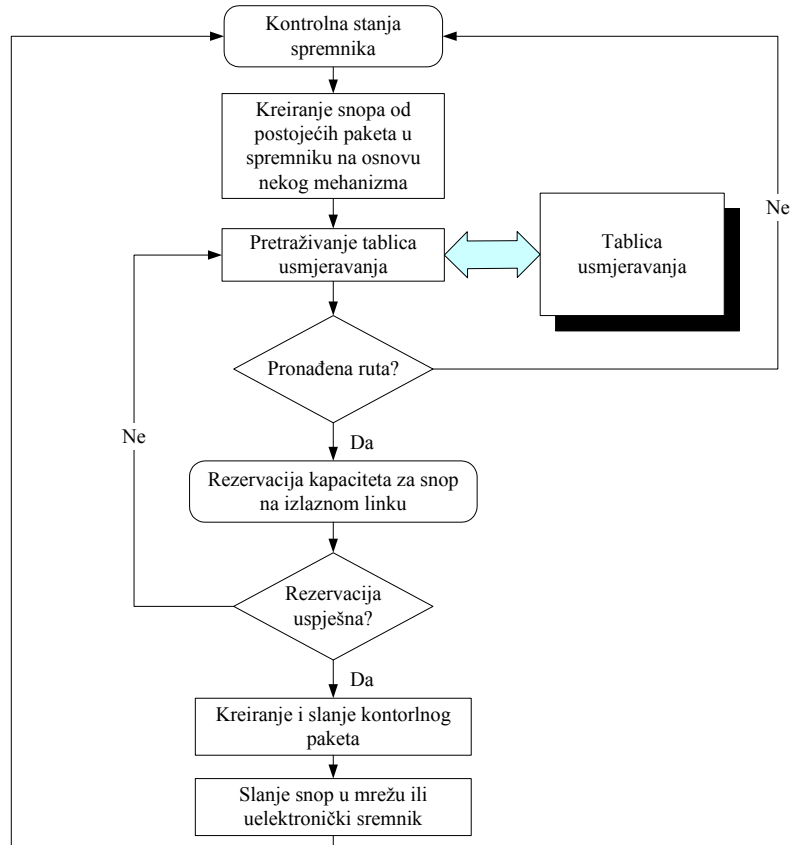 Kontrolna stanja
spremnika
Kreiranje snopa od
postojećih paketa u
spremniku na osnovu
nekog mehanizma
Ne
Pretraživanje tablica
usmjeravanja
Tablica
usmjeravanja
Pronađena ruta?
Ne
Da
Rezervacija kapaciteta za snop
na izlaznom linku
Rezervacija
uspješna?
Da
Kreiranje i slanje kontorlnog
paketa
Slanje snop u mrežu ili
uelektronički sremnik